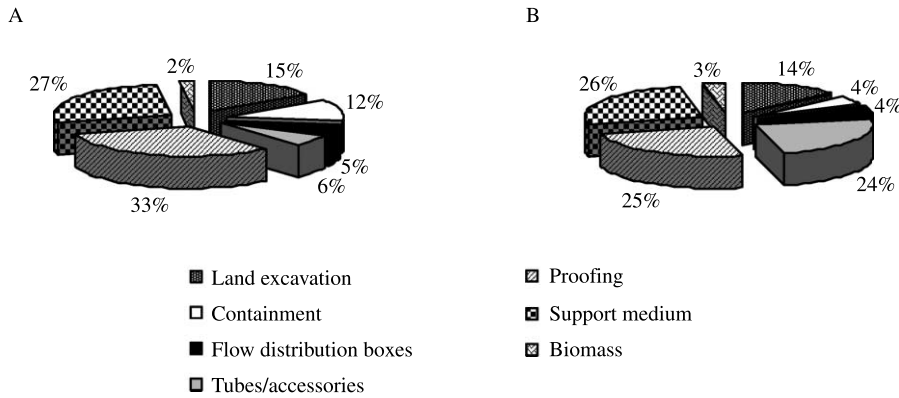 A
B
2%
15%
27%
12%
5%
6%
33%
3%
14%
26%
4%
4%
24%
25%
Land excavation
Containment
Flow distribution boxes
Tubes/accessories
Proofing
Support medium
Biomass